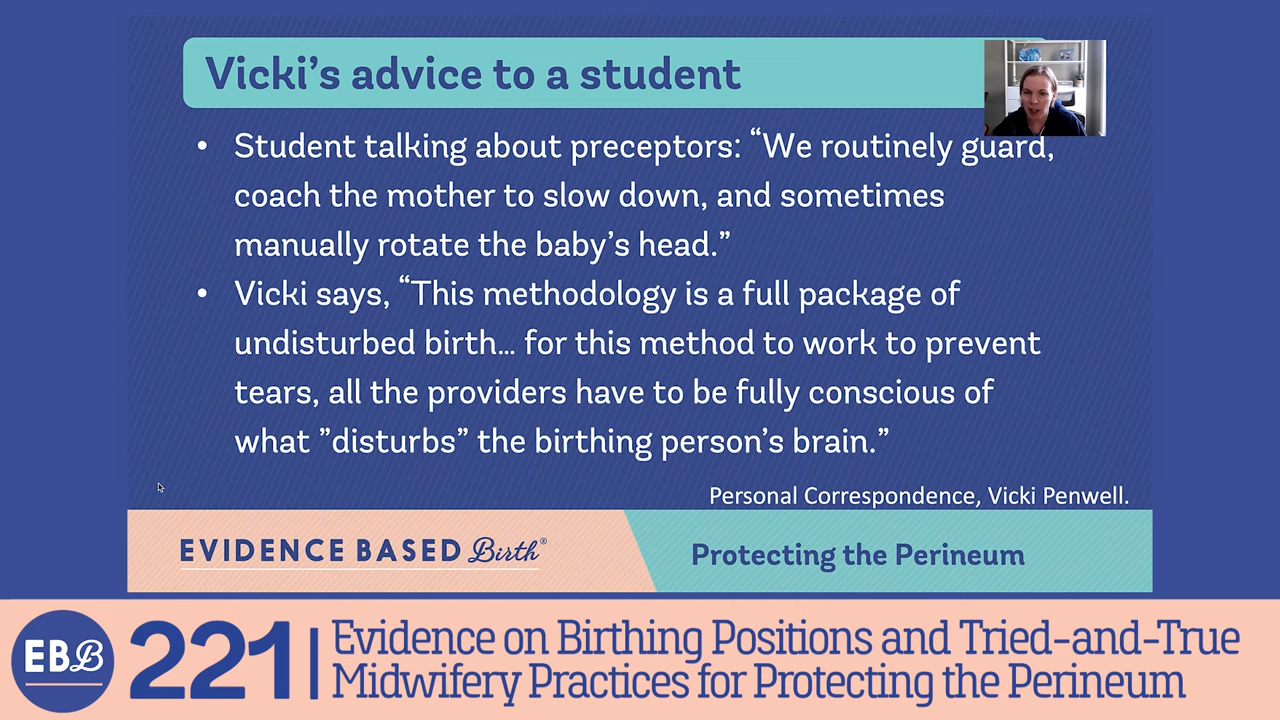 Vicki's advice to a student
• Student talking about preceptors: “We routinely guard,
coach the mother to slow down, and sometimes
manually rotate the baby’s head.”
• Vicki says, “This methodology is a full package of
undisturbed birth... for this method to work to prevent
tears, all the providers have to be fully conscious of
what ”disturbs” the birthing person’s brain.”
Personal Correspondence, Vicki Penwell.
EVIDENCE BASED Birth®
Protecting the Perineum
EBB
221
Evidence on Birthing Positions and Tried-and-True
Midwifery Practices for Protecting the Perineum